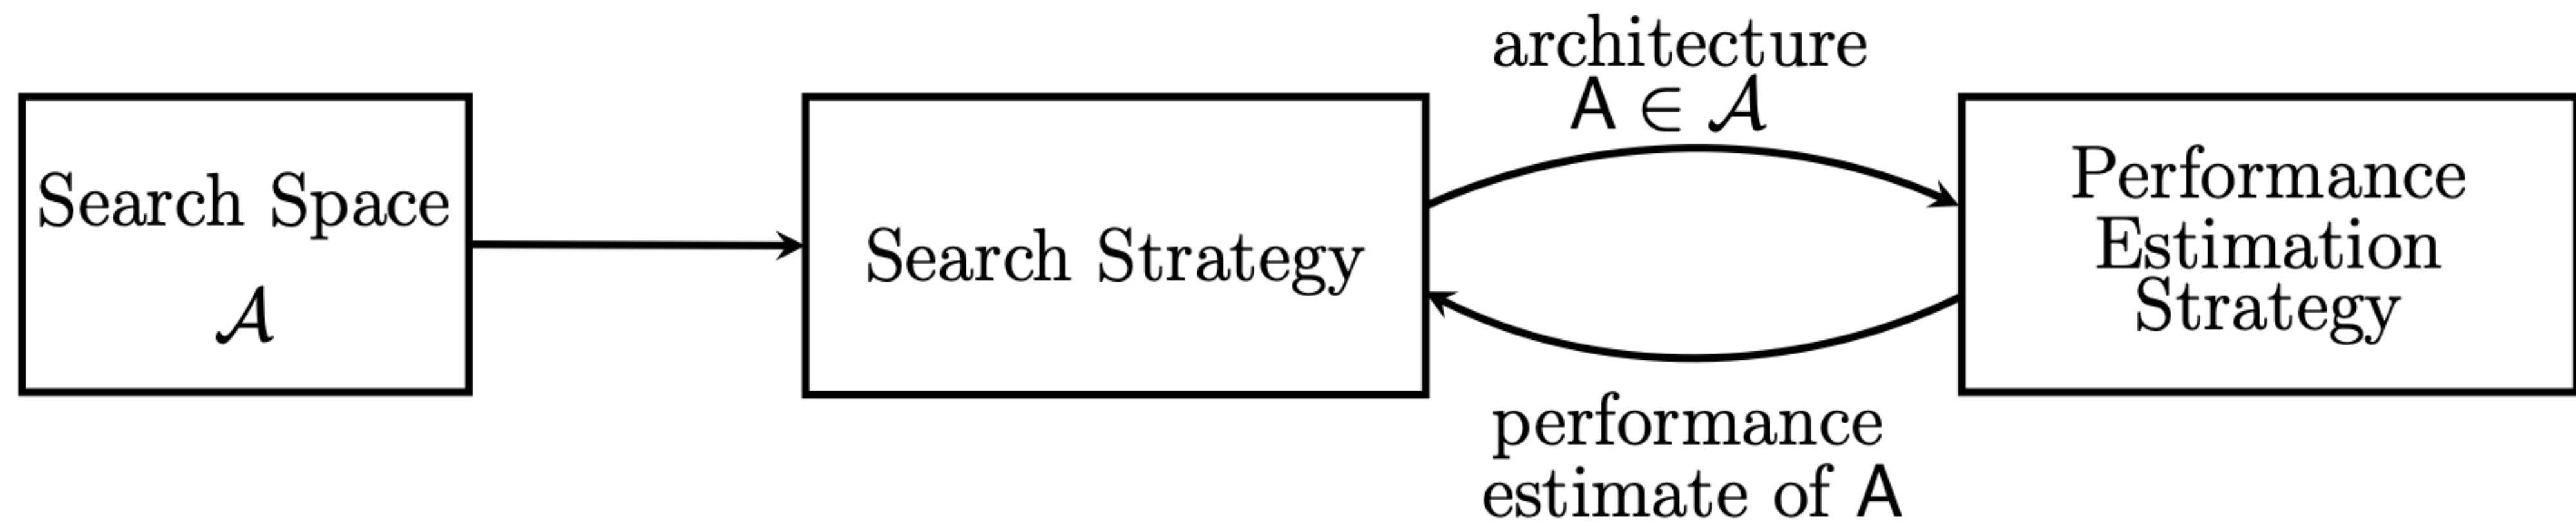 Search Space
𝒜
Search Strategy
architecture
A ∈ 𝒜
performance
estimate of A
Performance
Estimation
Strategy